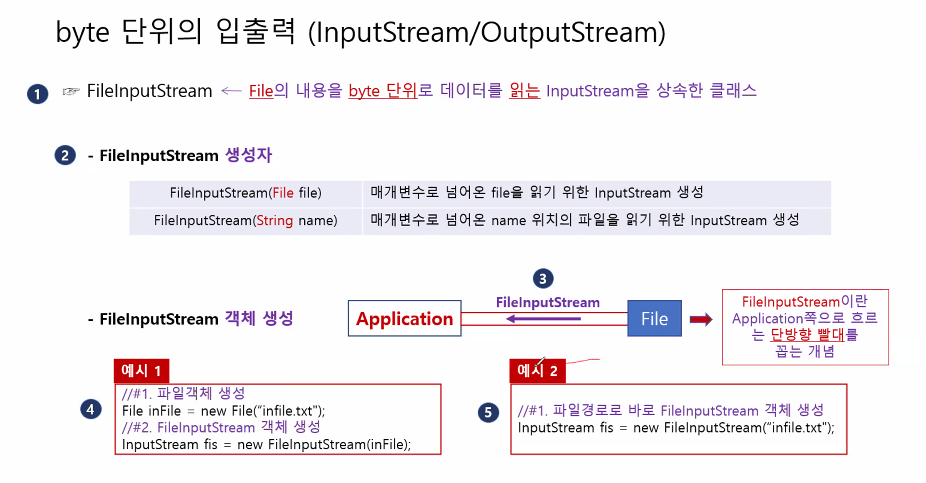 byte 단위의 입출력 (InputStream/OutputStream)
1 ☞ FileInputStream ← File의 내용을 byte 단위로 데이터를 읽는 InputStream을 상속한 클래스
2 - FileInputStream 생성자
FileInputStream(File file) 매개변수로 넘어온 file을 읽기 위한 InputStream 생성
FileInputStream(String name) 매개변수로 넘어온 name 위치의 파일을 읽기 위한 InputStream 생성
3
- FileInputStream 객체 생성
Application
FileInputStream
File
FileInputStream이란
Application쪽으로 흐르
는 단방향 빨대를
꼽는 개념
예시 1
4
//#1. 파일객체 생성
File inFile = new File("infile.txt");
//#2. FileInputStream 객체 생성
InputStream fis = new FileInputStream(inFile);
예시 2
5
//#1. 파일경로로 바로 FileInputStream 객체 생성
InputStream fis = new FileInputStream("infile.txt");